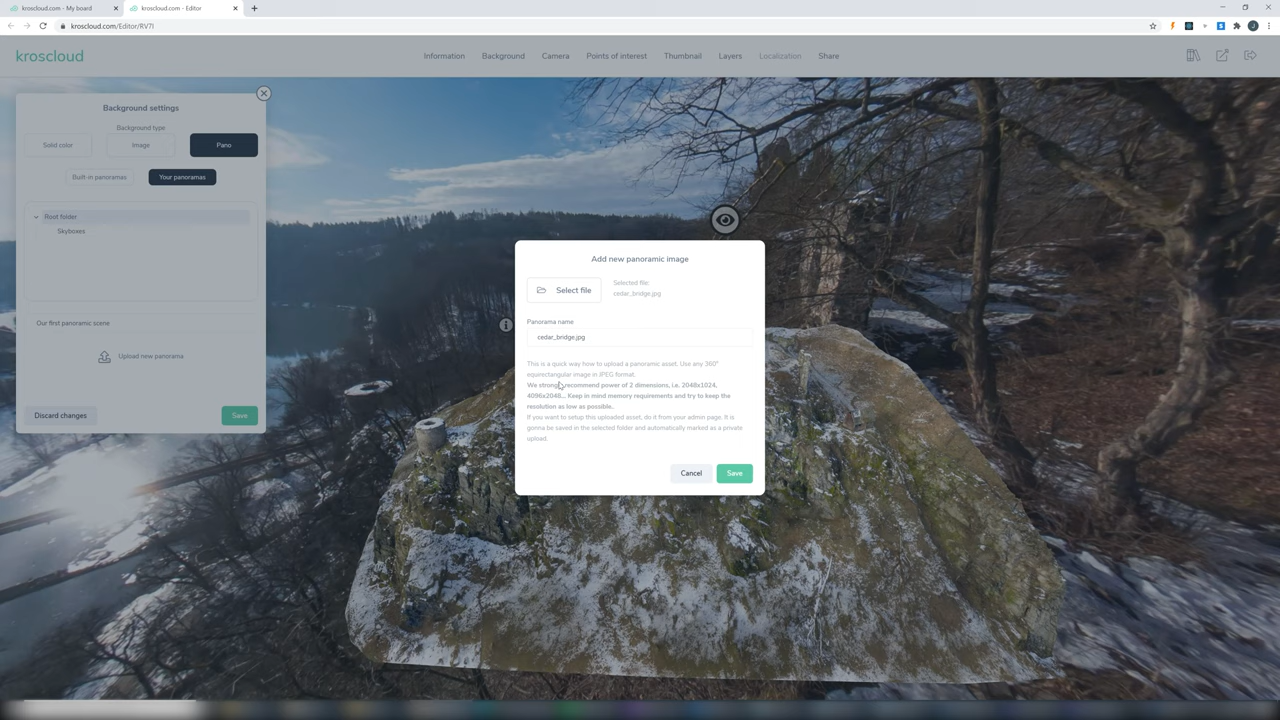 kroscloud.com - My board
kroscloud.com - Editor
kroscloud.com/Editor/RV7I
J
kroscloud
Information
Background
Camera
Points of interest
Thumbnail
Layers
Localization
Share
Background settings
Background type
Solid color
Image
Pano
Built-in panoramas
Your panoramas
Root folder
Skyboxes
Our first panoramic scene
Upload new panorama
Discard changes
Save
Add new panoramic image
Select file
Selected file:
cedar_bridge.jpg
Panorama name
cedar_bridge.jpg
This is a quick way how to upload a panoramic asset. Use any 360°
equirectangular image in JPEG format.
We strongly recommend power of 2 dimensions, i.e. 2048x1024,
4096x2048... Keep in mind memory requirements and try to keep the
resolution as low as possible..
If you want to setup this uploaded asset, do it from your admin page. It is
gonna be saved in the selected folder and automatically marked as a private
upload.
Cancel
Save